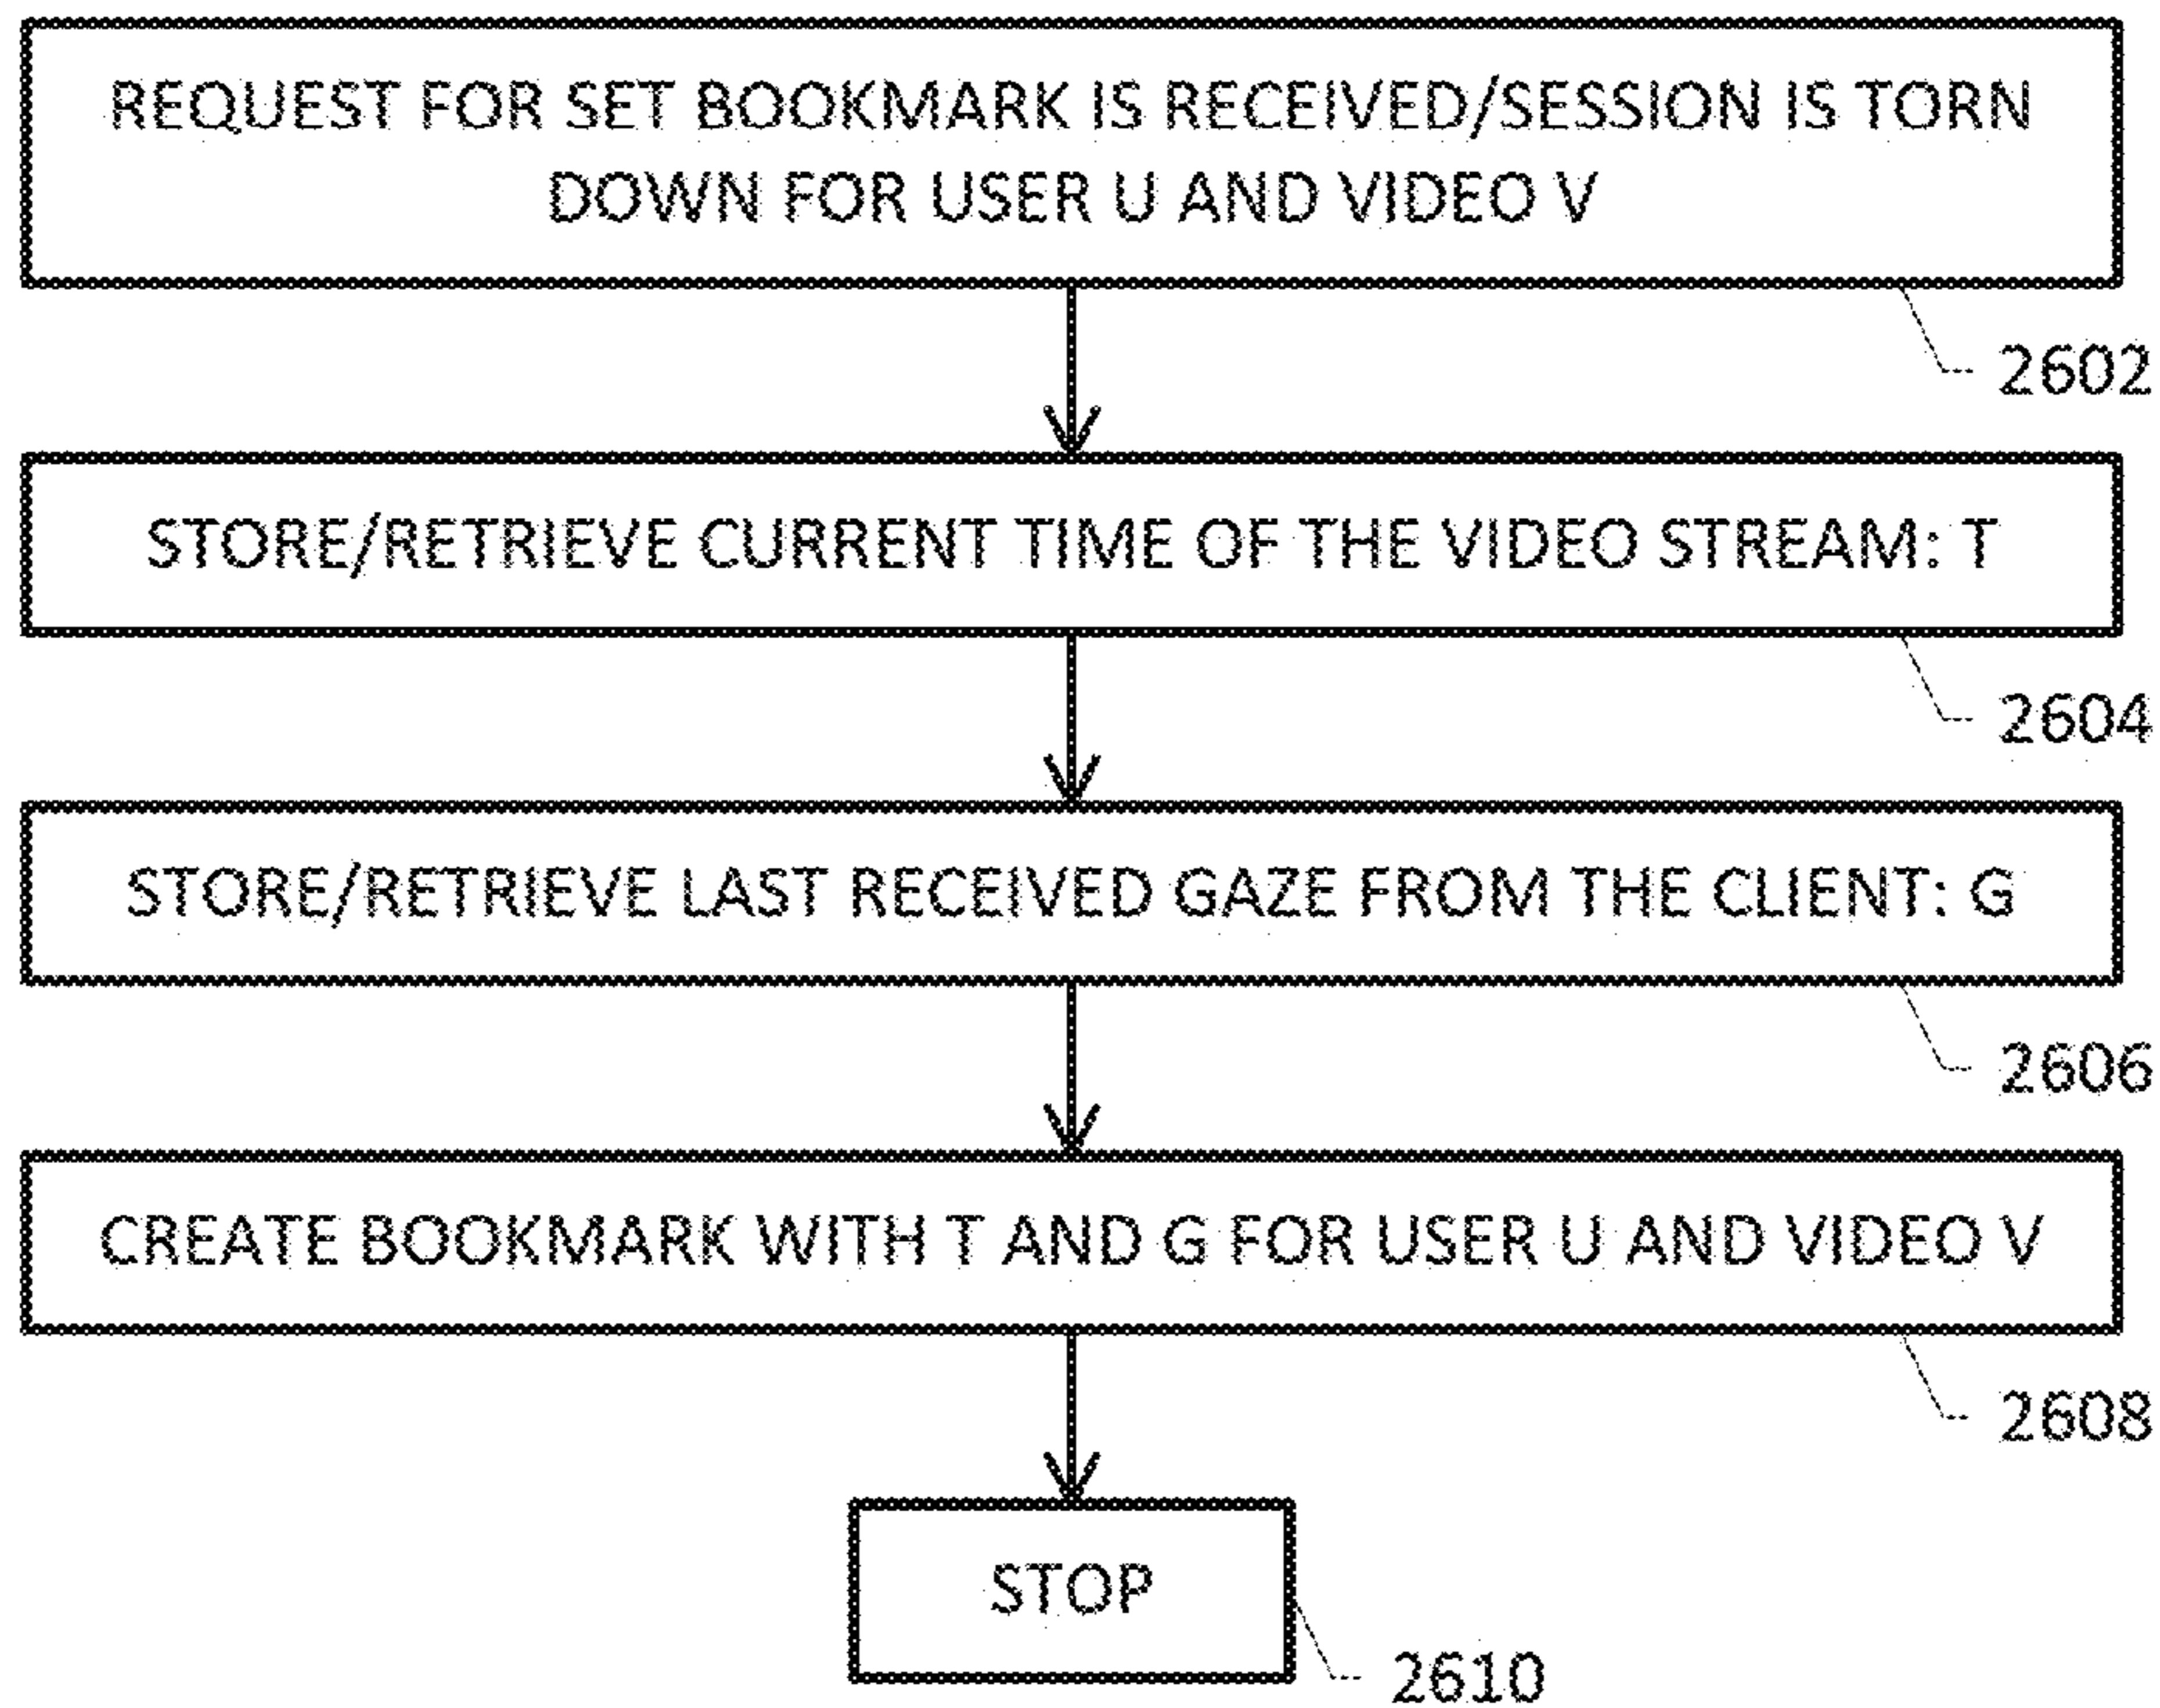 REQUEST FOR SET BOOKMARK IS RECEIVED/SESSION IS TORN
DOWN FOR USER U AND VIDEO V
2602
STORE/RETRIEVE CURRENT TIME OF THE VIDEO STREAM: T
2604
STORE/RETRIEVE LAST RECEIVED GAZE FROM THE CLIENT: G
2606
CREATE BOOKMARK WITH T AND G FOR USER U AND VIDEO V
2608
STOP
2610